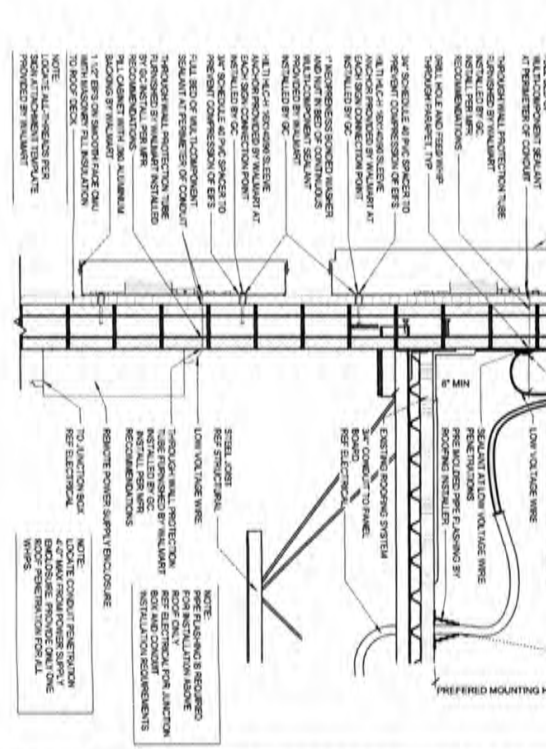 WULTICOMPONENT SEALANT
AT PERIMETER OF CONDUIT
THROUGH WALL PROTECTION TUBE
FURNISHED BY WALMART
INSTALLED BY GC
INSTALL PER MFR
RECOMMENDATIONS
DRILL HOLE AND FEED WHIP
THROUGH PARAPET, TYP
3/4" SCHEDULE 40 PVC SPACER TO
PREVENT COMPRESSION OF EIFS
SLEEVE
ANCHOR PROVIDED BY WALMART AT
EACH SIGN CONNECTION POINT
INSTALLED BY GC
1" NEOPRENE BONDED WASHER
AND NUT IN BED OF CONTINUOUS
MULTICOMPONENT SEALANT
PROVIDED BY WALMART
INSTALLED BY GC
SLEEVE
ANCHOR PROVIDED BY WALMART AT
EACH SIGN CONNECTION POINT
INSTALLED BY GC
3/4" SCHEDULE 40 PVC SPACER TO
PREVENT COMPRESSION OF EIFS
FULL BED OF MULTICOMPONENT
SEALANT AT PERIMETER OF CONDUIT
THROUGH WALL PROTECTION TUBE
FURNISHED BY WALMART INSTALLED
BY GC INSTALL PER MFR
RECOMMENDATIONS
PILL CABINET WITH .390 ALUMINUM
BACKING BY WALMART
1 1/2" EIFS ON SMOOTH FACE CMU
WITH MASONRY FILL INSULATION
TO ROOF DECK
NOTE:
LOCATE ALL-THREADS PER
SIGN ATTACHMENT TEMPLATE
PROVIDED BY WALMART
6" MIN
LOW VOLTAGE WIRE
SEALANT AT LOW VOLTAGE WIRE
PENETRATIONS
PRE MOLDED PIPE FLASHING BY
ROOFING INSTALLER
EXISTING ROOFING SYSTEM
3/4" CONDUIT TO PANEL
BOARD
REF ELECTRICAL
STEEL JOIST
REF STRUCTURAL
LOW VOLTAGE WIRE
THROUGH WALL PROTECTION
TUBE FURNISHED BY WALMART
INSTALLED BY GC
INSTALL PER MFR
RECOMMENDATIONS
REMOTE POWER SUPPLY ENCLOSURE
TO JUNCTION BOX
REF ELECTRICAL
NOTE:
PIPE FLASHING IS REQUIRED
FOR INSTALLATION ABOVE
ROOF ONLY
REF ELECTRICAL FOR JUNCTION
BOX AND CONDUIT
INSTALLATION REQUIREMENTS
NOTE:
LOCATE CONDUIT PENETRATION
4'-0" MAX FROM POWER SUPPLY
ENCLOSURE. PROVIDE ONLY ONE
ROOF PENETRATION FOR ALL
WHIPS.
PREFERED MOUNTING